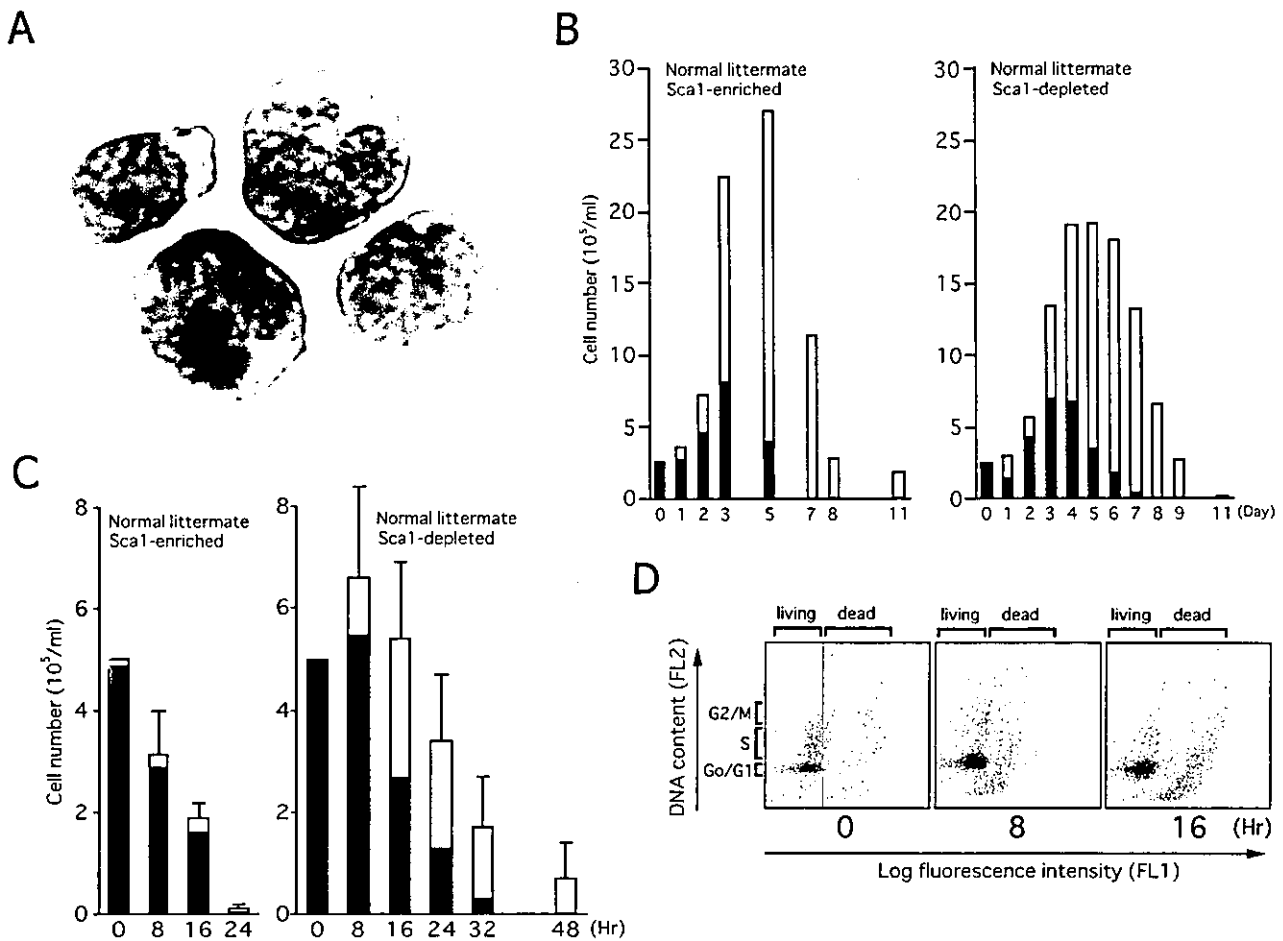 A
B
Normal littermate
Sca1-enriched
30
25
20
15
10
5
0
Cell number (10⁵/ml)
0 1 2 3 5 7 8 11
Normal littermate
Sca1-depleted
30
25
20
15
10
5
0
0 1 2 3 4 5 6 7 8 9 11 (Day)
C
Normal littermate
Sca1-enriched
8
6
4
2
0
Cell number (10⁵/ml)
0 8 16 24
Normal littermate
Sca1-depleted
8
6
4
2
0
0 8 16 24 32 48 (Hr)
D
living dead living dead living dead
DNA content (FL2)
G2/M
S
Go/G1
0 8 16 (Hr)
Log fluorescence intensity (FL1)